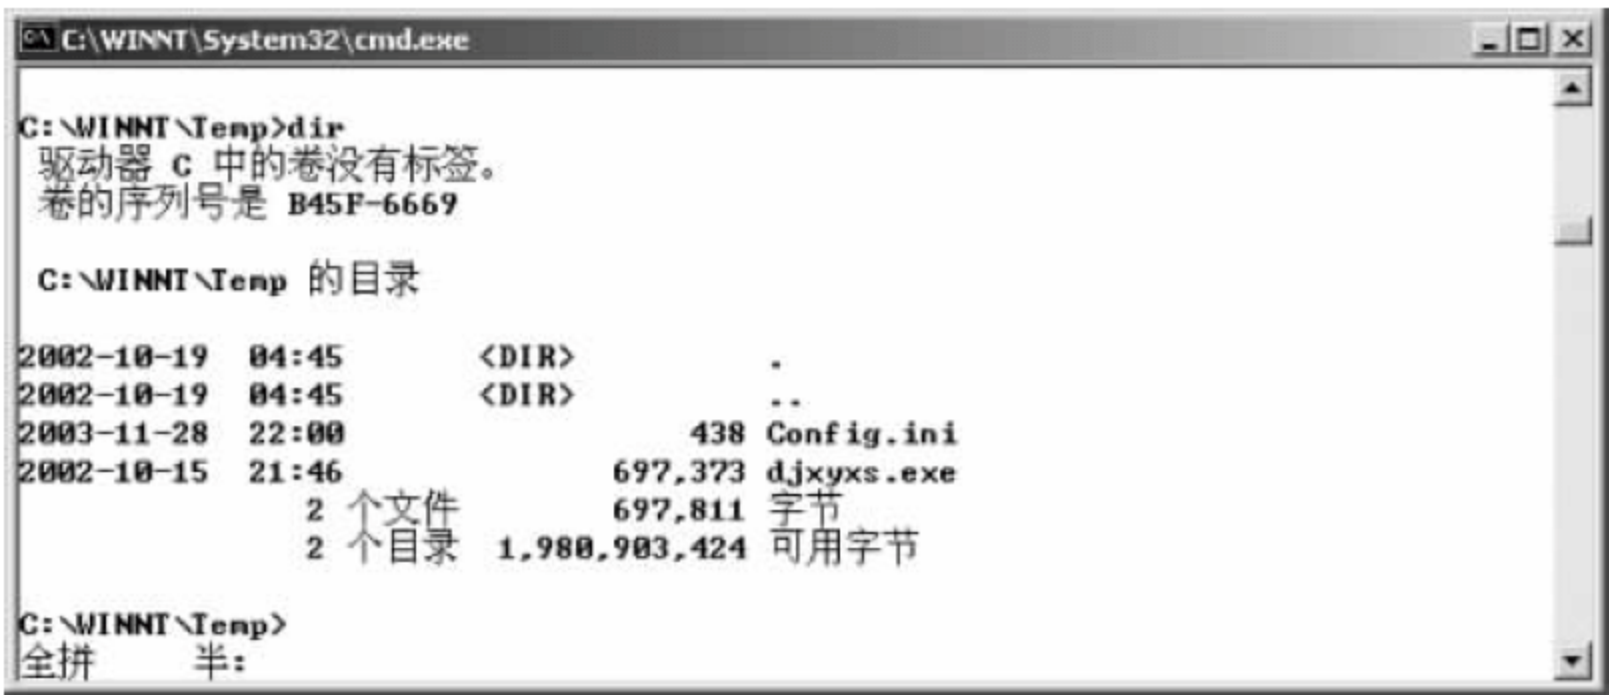 C:\WINNT\System32\cmd.exe
C:\WINNT\Temp>dir
驱动器 C 中的卷没有标签。
卷的序列号是 B45F-6669
C:\WINNT\Temp 的目录
2002-10-19 04:45 <DIR> .
2002-10-19 04:45 <DIR> ..
2003-11-28 22:00 438 Config.ini
2002-10-15 21:46 697,373 djxyxs.exe
2 个文件 697,811 字节
2 个目录 1,980,903,424 可用字节
C:\WINNT\Temp>
全拼 半: